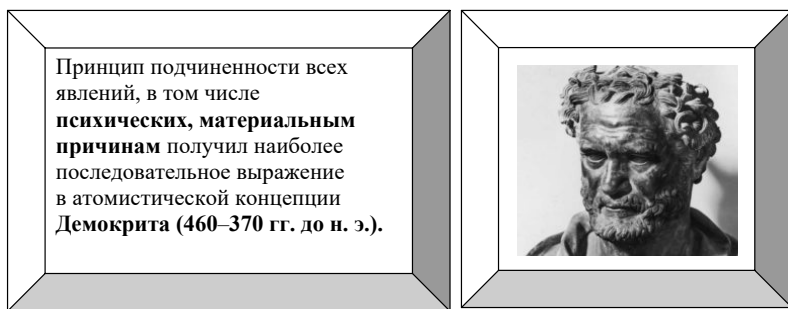 Принцип подчиненности всех
явлений, в том числе
психических, материальным
причинам получил наиболее
последовательное выражение
в атомистической концепции
Демокрита (460–370 гг. до н. э.).